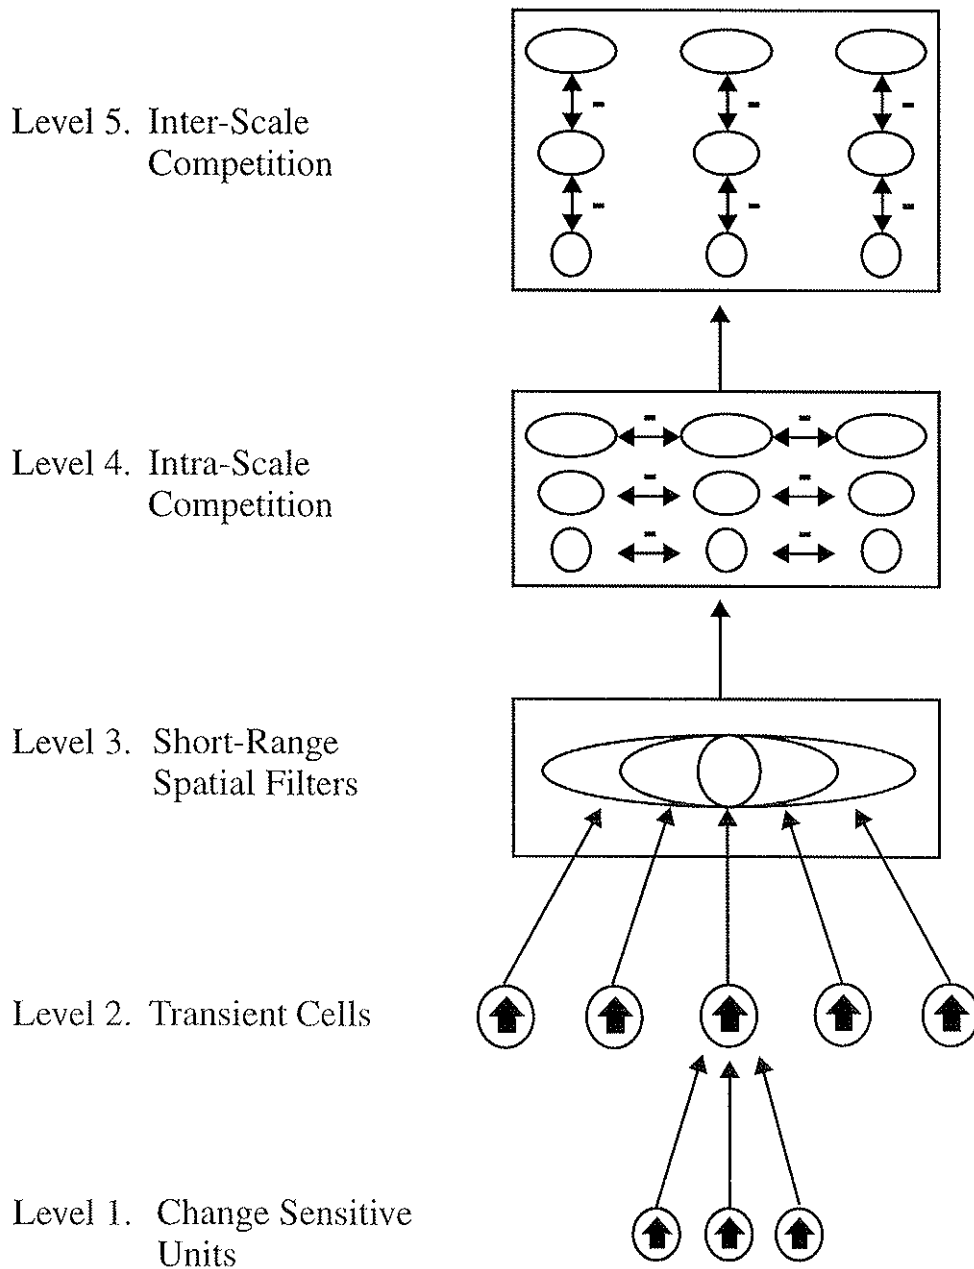 Level 5. Inter-Scale
Competition
-
-
-
-
-
-
Level 4. Intra-Scale
Competition
-
-
-
-
-
-
Level 3. Short-Range
Spatial Filters
Level 2. Transient Cells
Level 1. Change Sensitive
Units